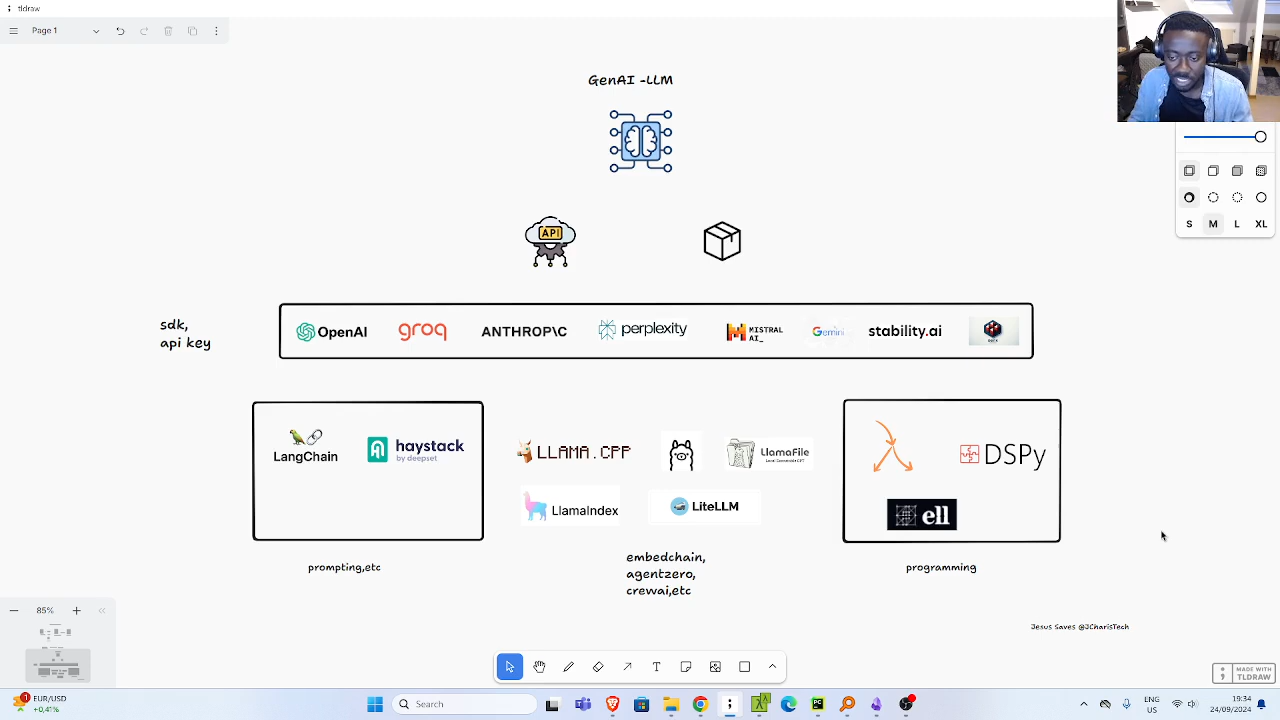 tldraw
Page 1
GenAI -LLM
API
sdk,
api key
OpenAI
groq
ANTHROP\C
perplexity
MISTRAL
AI_
Gemini
stability.ai
LangChain
haystack
by deepset
LLAMA.CPP
LlamaFile
LlamaIndex
LiteLLM
DSPy
ell
prompting,etc
embedchain,
agentzero,
crewai,etc
programming
Jesus Saves @JCharisTech
S M L XL
85%
MADE WITH
TLDRAW
EUR/USD
+0,41%
1
Search
ENG
US
19:34
24/09/2024